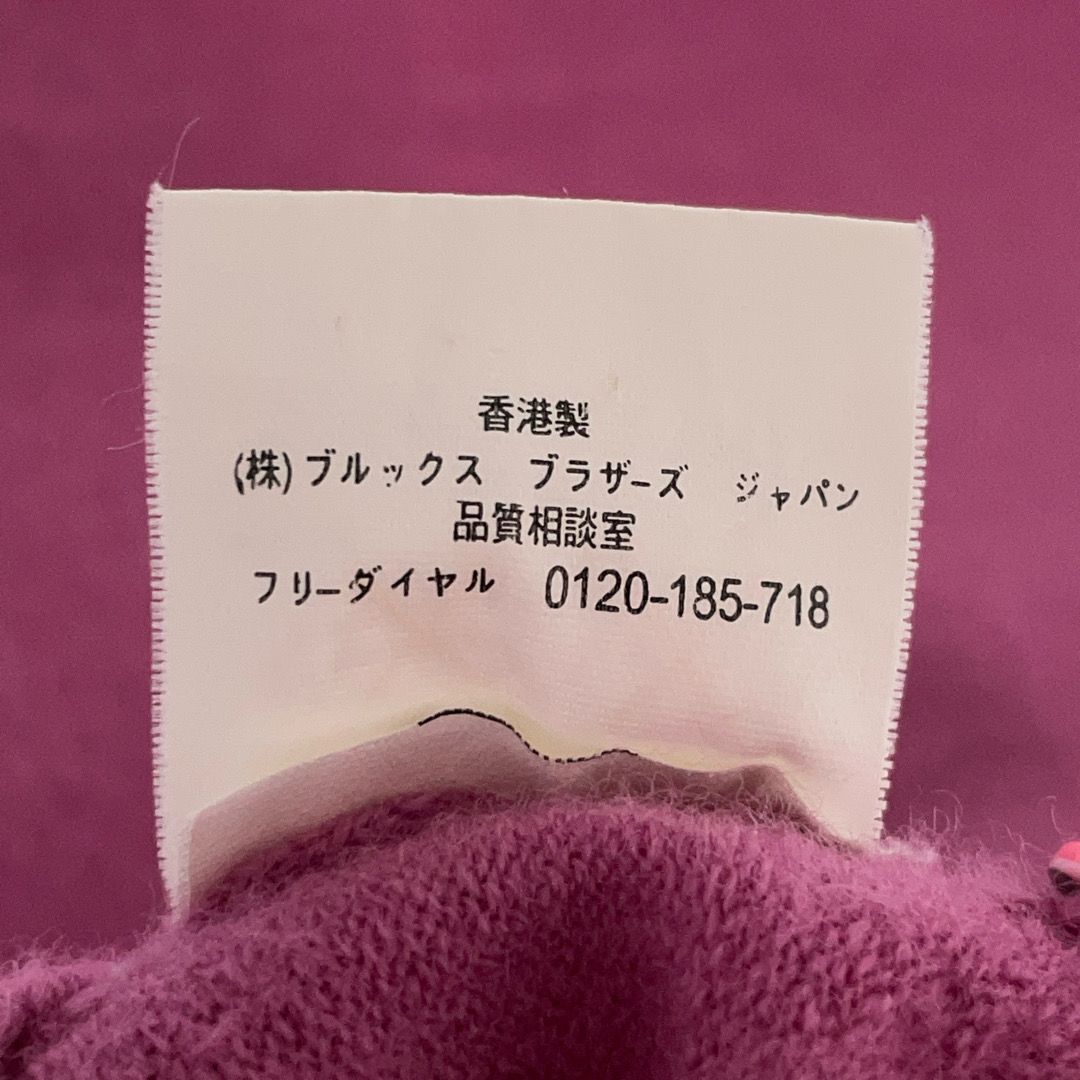 香港製
(株)ブルックス　ブラザーズ　ジャパン
品質相談室
フリーダイヤル　0120-185-718